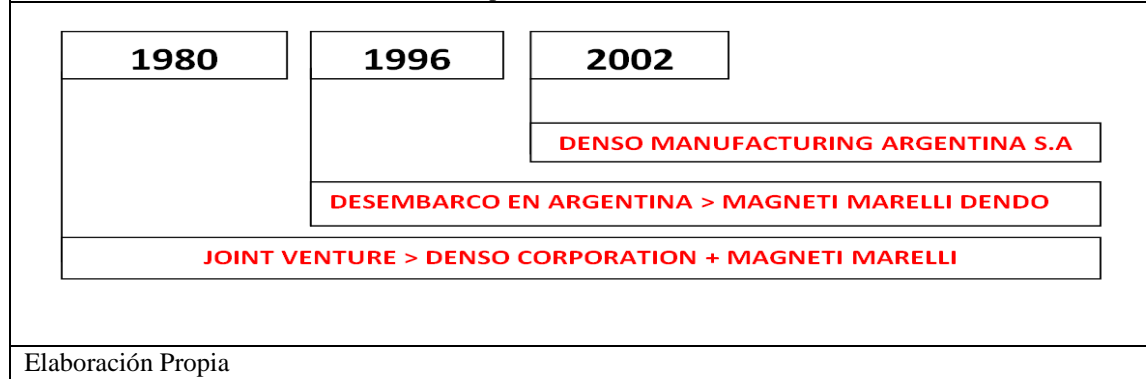 1980 1996 2002
DENSO MANUFACTURING ARGENTINA S.A
DESEMBARCO EN ARGENTINA > MAGNETI MARELLI DENDO
JOINT VENTURE > DENSO CORPORATION + MAGNETI MARELLI
Elaboración Propia